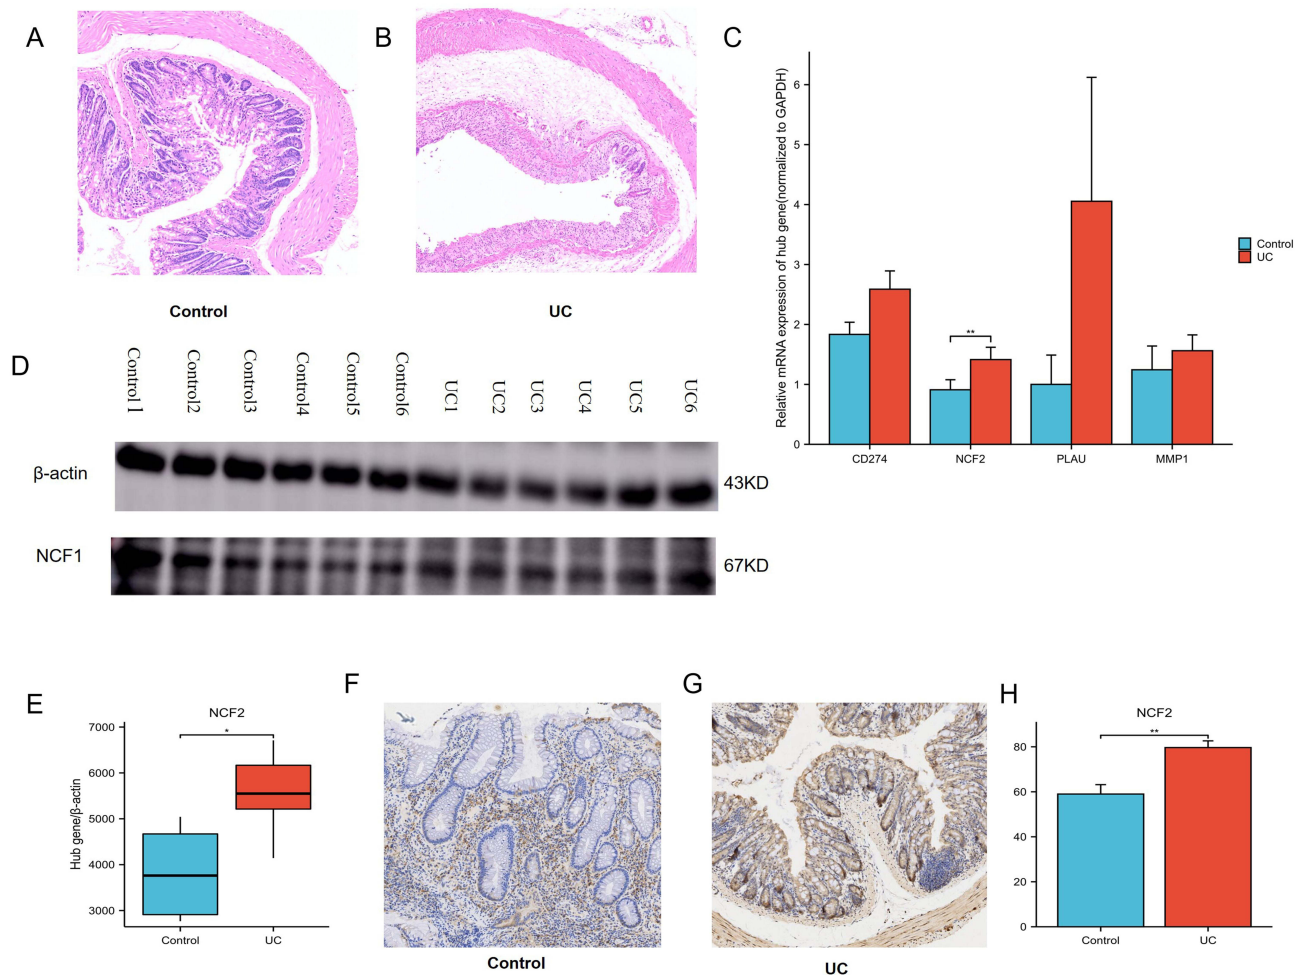 A
B
C
Control
UC
Relative mRNA expression of hub gene(normalized to GAPDH)
6
5
4
3
2
1
0
**
CD274
NCF2
PLAU
MMP1
Control
UC
D
Control1
Control2
Control3
Control4
Control5
Control6
UC1
UC2
UC3
UC4
UC5
UC6
β-actin
43KD
NCF1
67KD
E
NCF2
Hub gene/β-actin
7000
6000
5000
4000
3000
*
Control
UC
F
Control
G
UC
H
NCF2
80
60
40
20
0
**
Control
UC